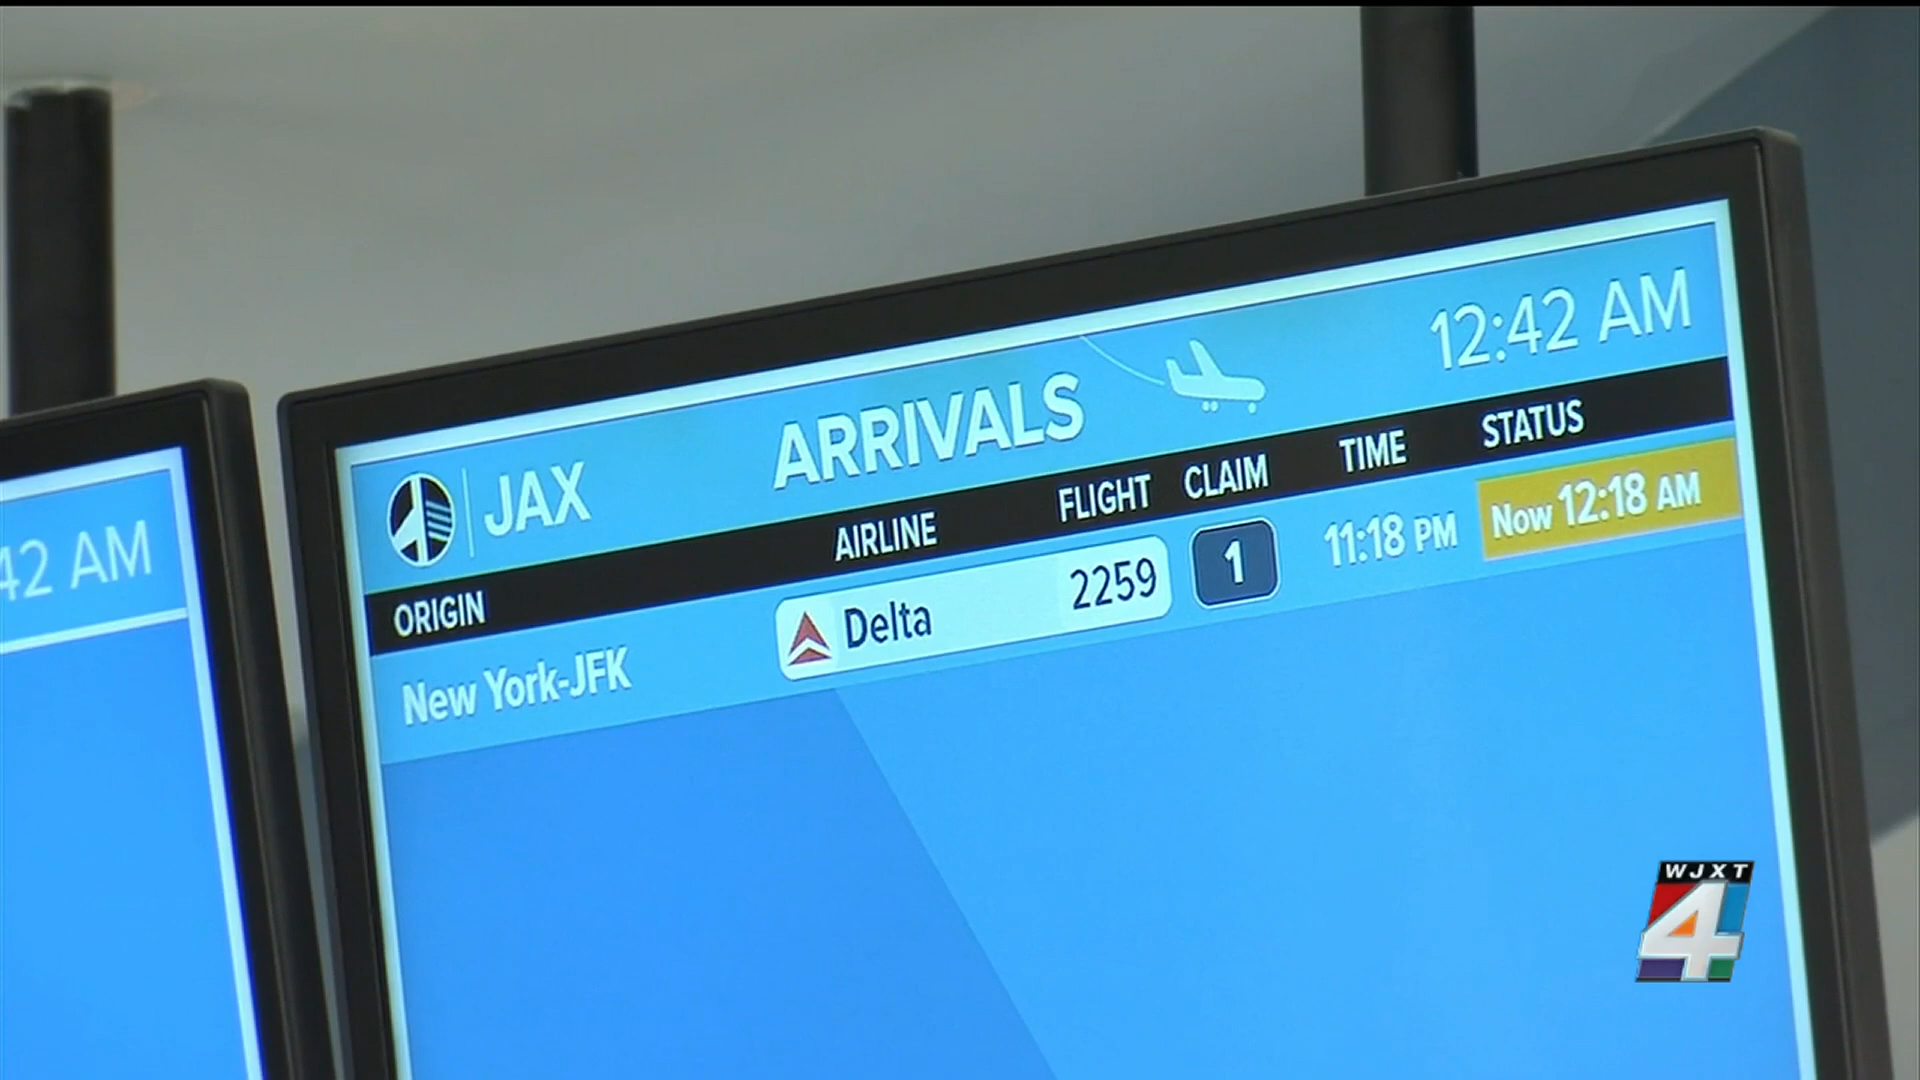 42 AM
JAX ARRIVALS 12:42 AM
ORIGIN AIRLINE FLIGHT CLAIM TIME STATUS
New York-JFK Delta 2259 1 11:18 PM Now 12:18 AM
WJXT
4